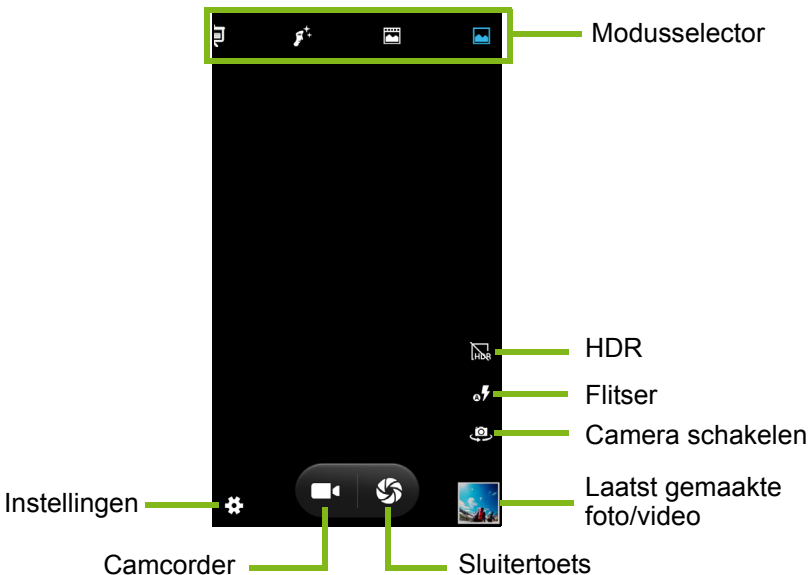 Modusselector
HDR
Flitser
Camera schakelen
Laatst gemaakte
foto/video
Instellingen
Camcorder
Sluitertoets